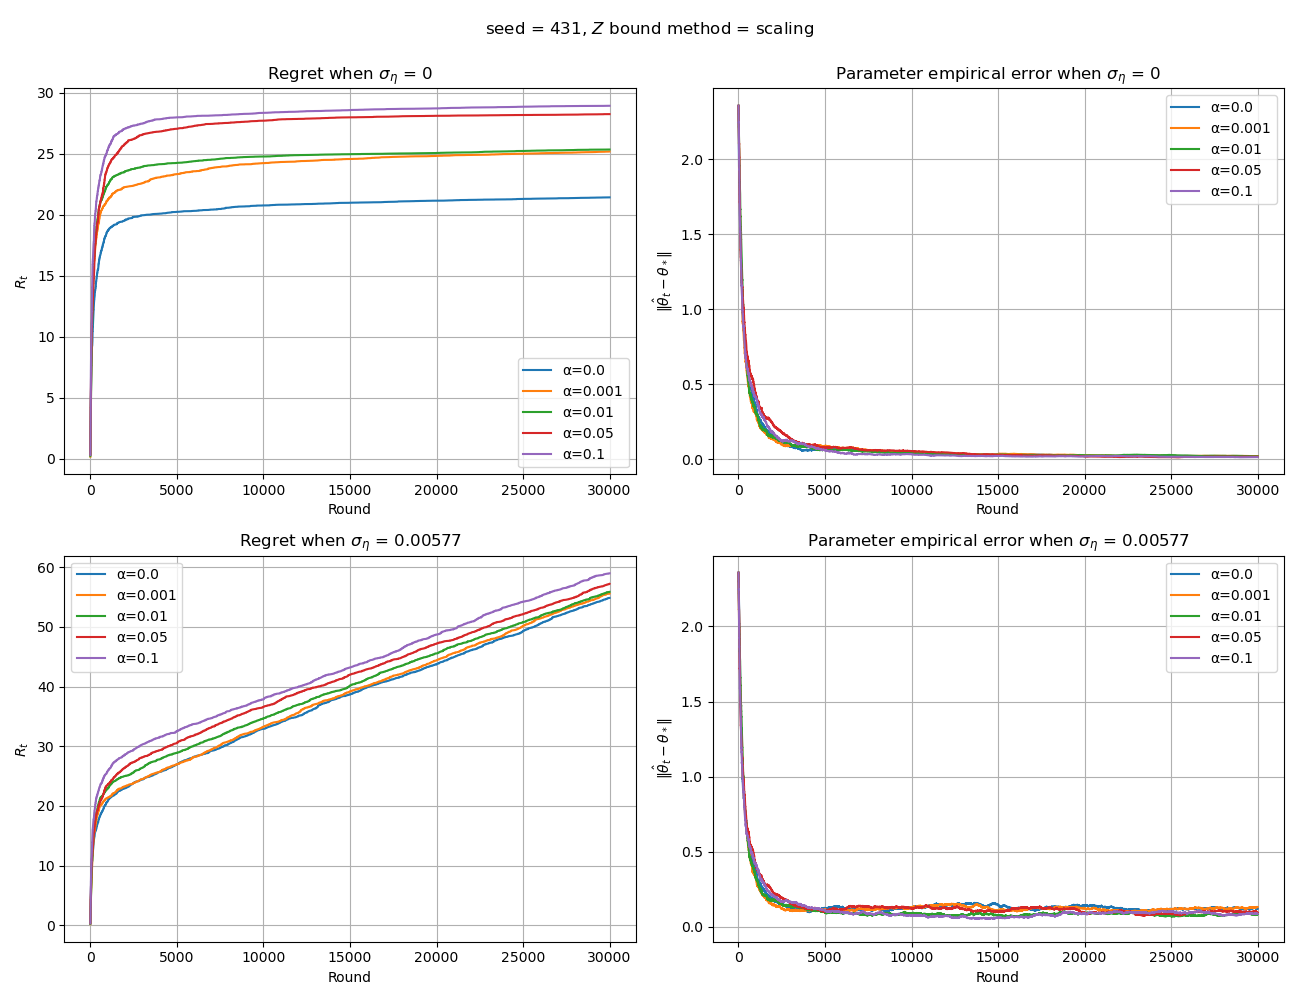 seed = 431, Z bound method = scaling
Regret when σ_η = 0
30
25
20
15
10
5
0
R_t
α=0.0
α=0.001
α=0.01
α=0.05
α=0.1
0 5000 10000 15000 20000 25000 30000
Round
Parameter empirical error when σ_η = 0
2.0
1.5
1.0
0.5
0.0
‖θ̂_t − θ_*‖
α=0.0
α=0.001
α=0.01
α=0.05
α=0.1
0 5000 10000 15000 20000 25000 30000
Round
Regret when σ_η = 0.00577
60
50
40
30
20
10
0
R_t
α=0.0
α=0.001
α=0.01
α=0.05
α=0.1
0 5000 10000 15000 20000 25000 30000
Round
Parameter empirical error when σ_η = 0.00577
2.0
1.5
1.0
0.5
0.0
‖θ̂_t − θ_*‖
α=0.0
α=0.001
α=0.01
α=0.05
α=0.1
0 5000 10000 15000 20000 25000 30000
Round